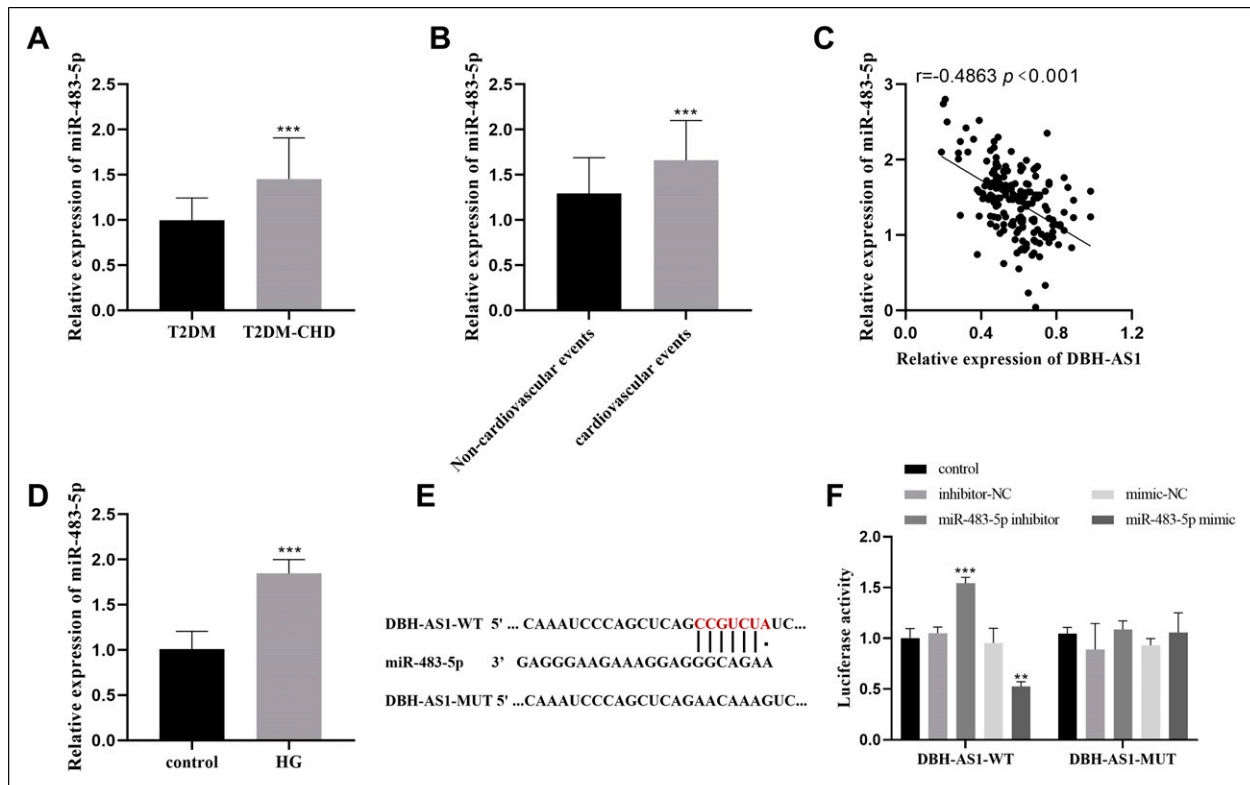 A
Relative expression of miR-483-5p
2.5
2.0
1.5
1.0
0.5
0.0
***
T2DM
T2DM-CHD
B
Relative expression of miR-483-5p
2.5
2.0
1.5
1.0
0.5
0.0
***
Non-cardiovascular events
cardiovascular events
C
r=-0.4863 p<0.001
Relative expression of miR-483-5p
3
2
1
0
0.0
0.4
0.8
1.2
Relative expression of DBH-AS1
D
Relative expression of miR-483-5p
2.5
2.0
1.5
1.0
0.5
0.0
***
control
HG
E
DBH-AS1-WT 5' ... CAAAUCCCAGCUCAGCCGUCUAUC...
miR-483-5p 3' GAGGGAAGAAAGGAGGGCAGAA
DBH-AS1-MUT 5' ...CAAAUCCCAGCUCAGAACAAAGUC...
F
control
inhibitor-NC
mimic-NC
miR-483-5p inhibitor
miR-483-5p mimic
Luciferase activity
2.0
1.5
1.0
0.5
0.0
***
**
DBH-AS1-WT
DBH-AS1-MUT